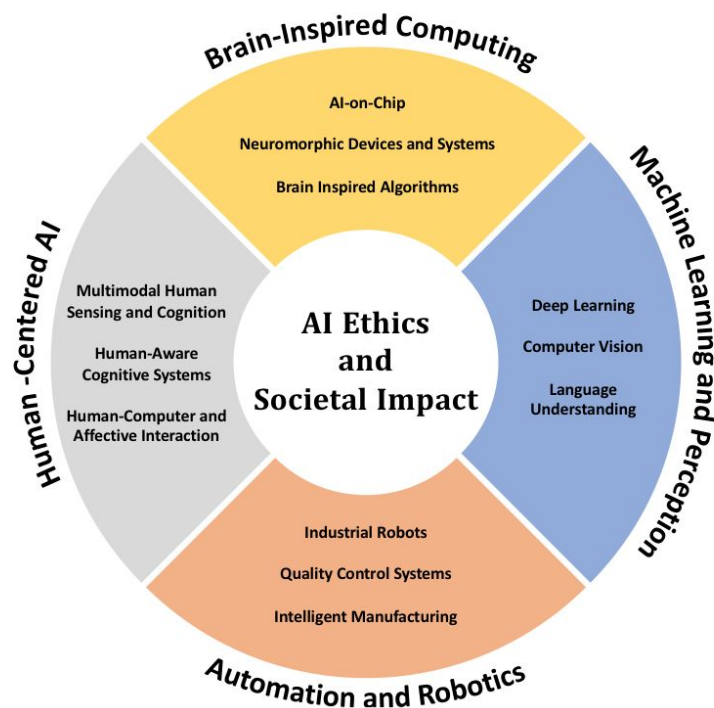 Brain-Inspired Computing
AI-on-Chip
Neuromorphic Devices and Systems
Brain Inspired Algorithms
Machine Learning and Perception
Deep Learning
Computer Vision
Language
Understanding
Human -Centered AI
Multimodal Human
Sensing and Cognition
Human-Aware
Cognitive Systems
Human-Computer and
Affective Interaction
AI Ethics
and
Societal Impact
Industrial Robots
Quality Control Systems
Intelligent Manufacturing
Automation and Robotics